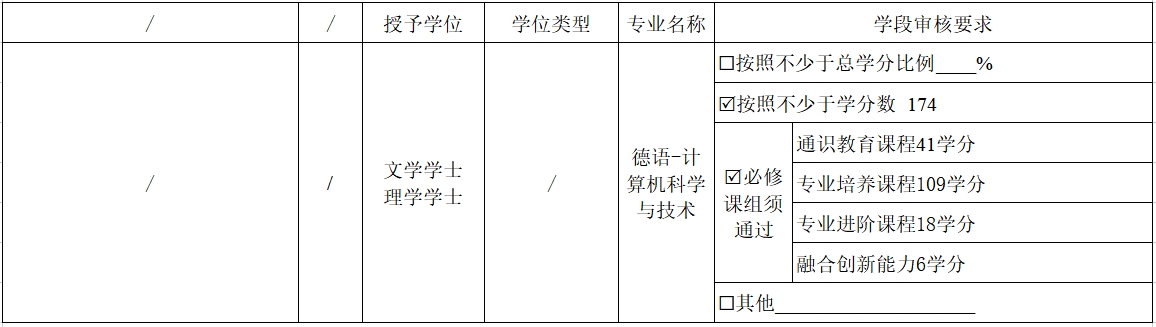 /
/
授予学位
学位类型
专业名称
学段审核要求
/
/
文学学士
理学学士
/
德语-计
算机科学
与技术
☐按照不少于总学分比例____%
☑按照不少于学分数 174
☑必修
课组须
通过
通识教育课程41学分
专业培养课程109学分
专业进阶课程18学分
融合创新能力6学分
☐其他____________________